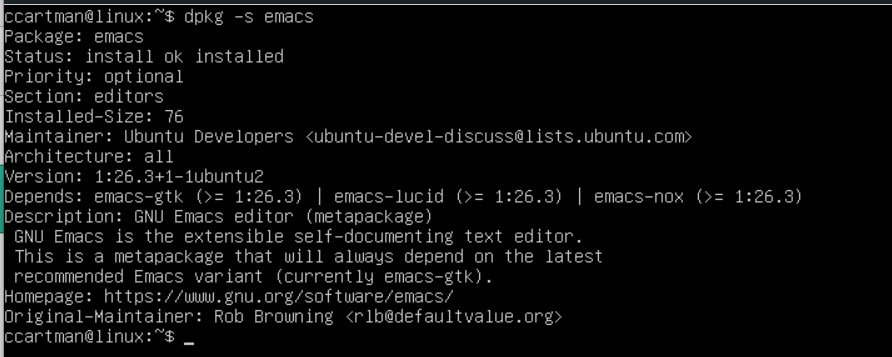 ccartman@linux:~$ dpkg -s emacs
Package: emacs
Status: install ok installed
Priority: optional
Section: editors
Installed-Size: 76
Maintainer: Ubuntu Developers <ubuntu-devel-discuss@lists.ubuntu.com>
Architecture: all
Version: 1:26.3+1-1ubuntu2
Depends: emacs-gtk (>= 1:26.3) | emacs-lucid (>= 1:26.3) | emacs-nox (>= 1:26.3)
Description: GNU Emacs editor (metapackage)
 GNU Emacs is the extensible self-documenting text editor.
 This is a metapackage that will always depend on the latest
 recommended Emacs variant (currently emacs-gtk).
Homepage: https://www.gnu.org/software/emacs/
Original-Maintainer: Rob Browning <rlb@defaultvalue.org>
ccartman@linux:~$ _